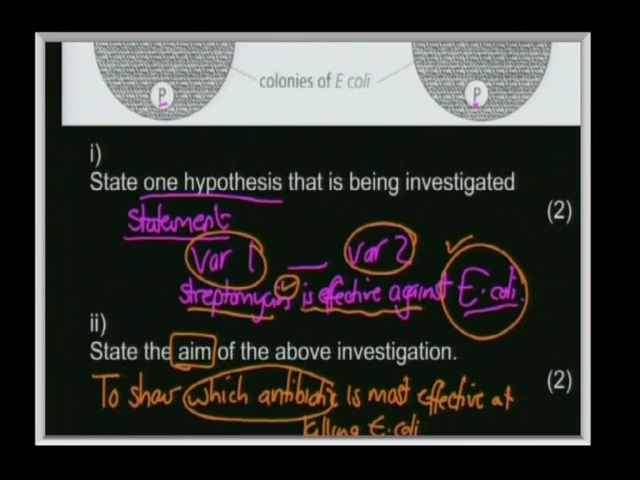 colonies of E coli
P P
i)
State one hypothesis that is being investigated
(2)
Statement
Var 1 __ Var 2
streptomycin is effective against E. coli.
ii)
State the aim of the above investigation.
(2)
To show which antibiotic is most effective at
killing E. coli